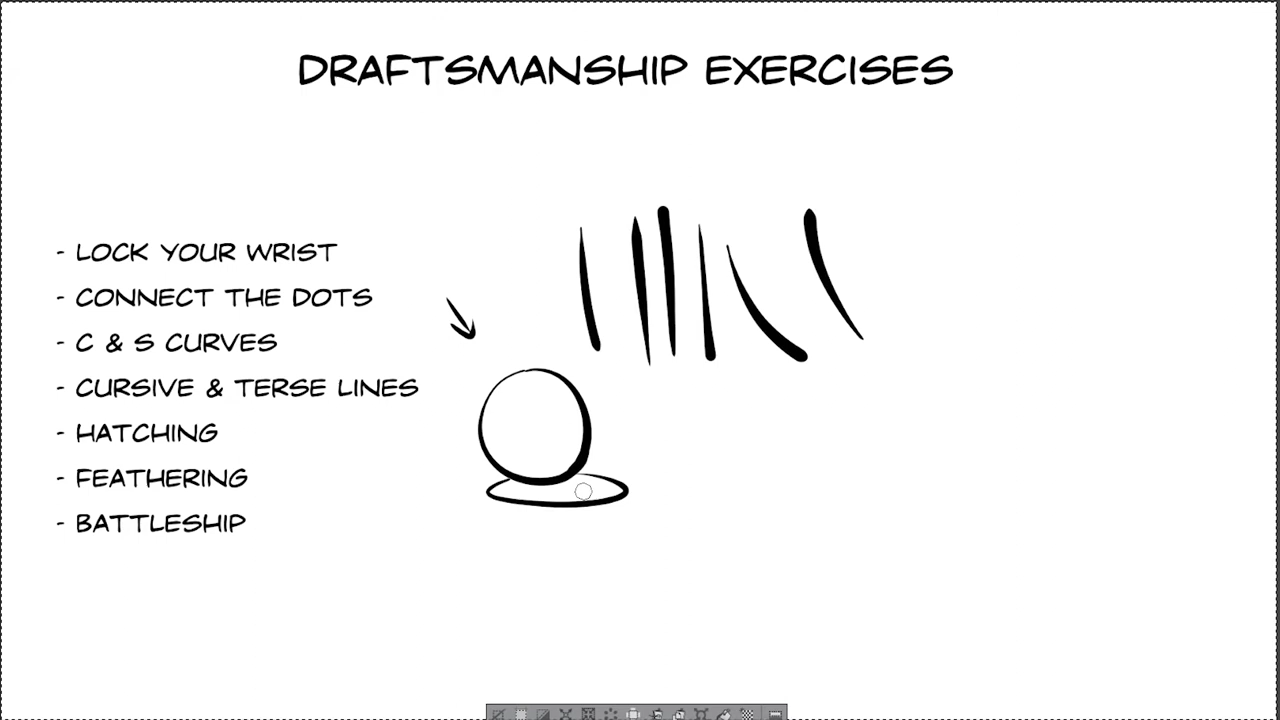 DRAFTSMANSHIP EXERCISES
- LOCK YOUR WRIST
- CONNECT THE DOTS
- C & S CURVES
- CURSIVE & TERSE LINES
- HATCHING
- FEATHERING
- BATTLESHIP